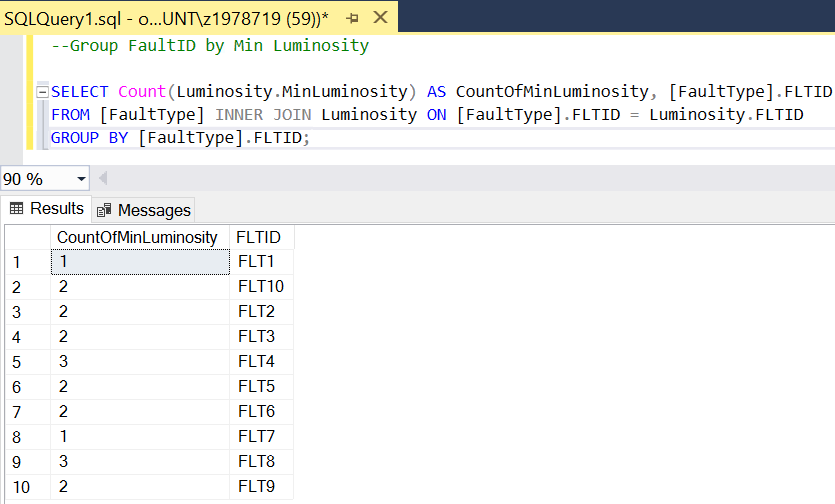 SQLQuery1.sql - o...UNT\z1978719 (59))*
--Group FaultID by Min Luminosity
SELECT Count(Luminosity.MinLuminosity) AS CountOfMinLuminosity, [FaultType].FLTID
FROM [FaultType] INNER JOIN Luminosity ON [FaultType].FLTID = Luminosity.FLTID
GROUP BY [FaultType].FLTID;
90 %
Results Messages
CountOfMinLuminosity FLTID
1 1 FLT1
2 2 FLT10
3 2 FLT2
4 2 FLT3
5 3 FLT4
6 2 FLT5
7 2 FLT6
8 1 FLT7
9 3 FLT8
10 2 FLT9